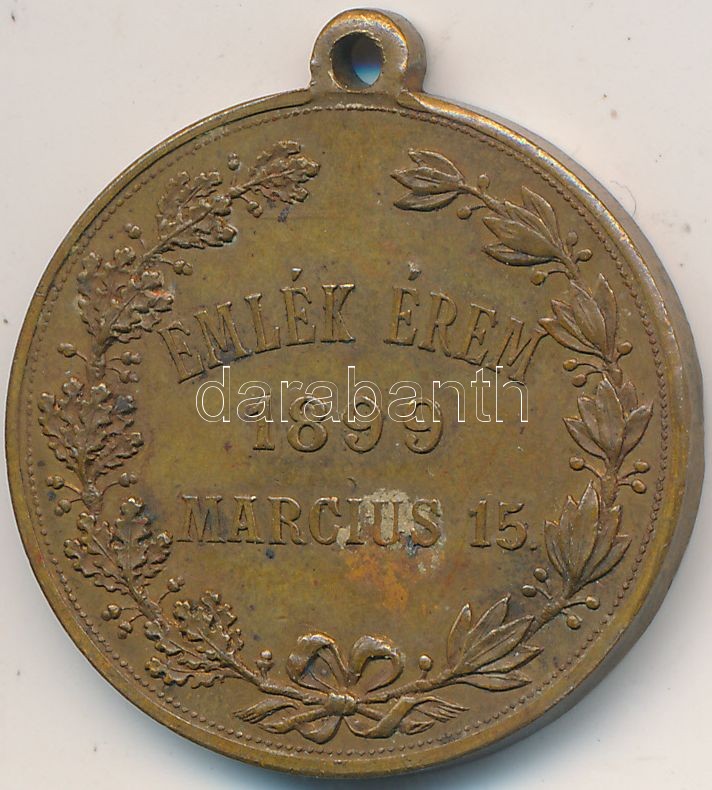 EMLÉK ÉREM
darabanth
1899
MARCIUS 15.